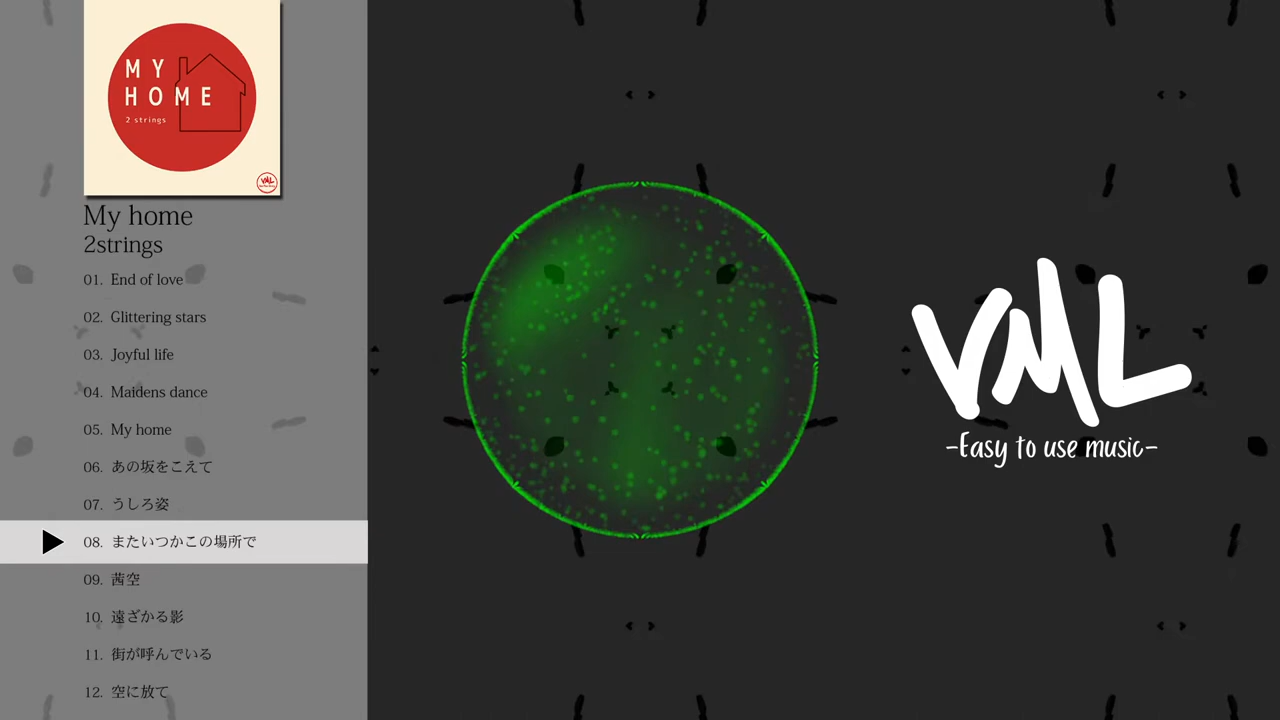 MY
HOME
2 strings
My home
2strings
01. End of love
02. Glittering stars
03. Joyful life
04. Maidens dance
05. My home
06. あの坂をこえて
07. うしろ姿
08. またいつかこの場所で
09. 茜空
10. 遠ざかる影
11. 街が呼んでいる
12. 空に放て
VML
-Easy to use music-